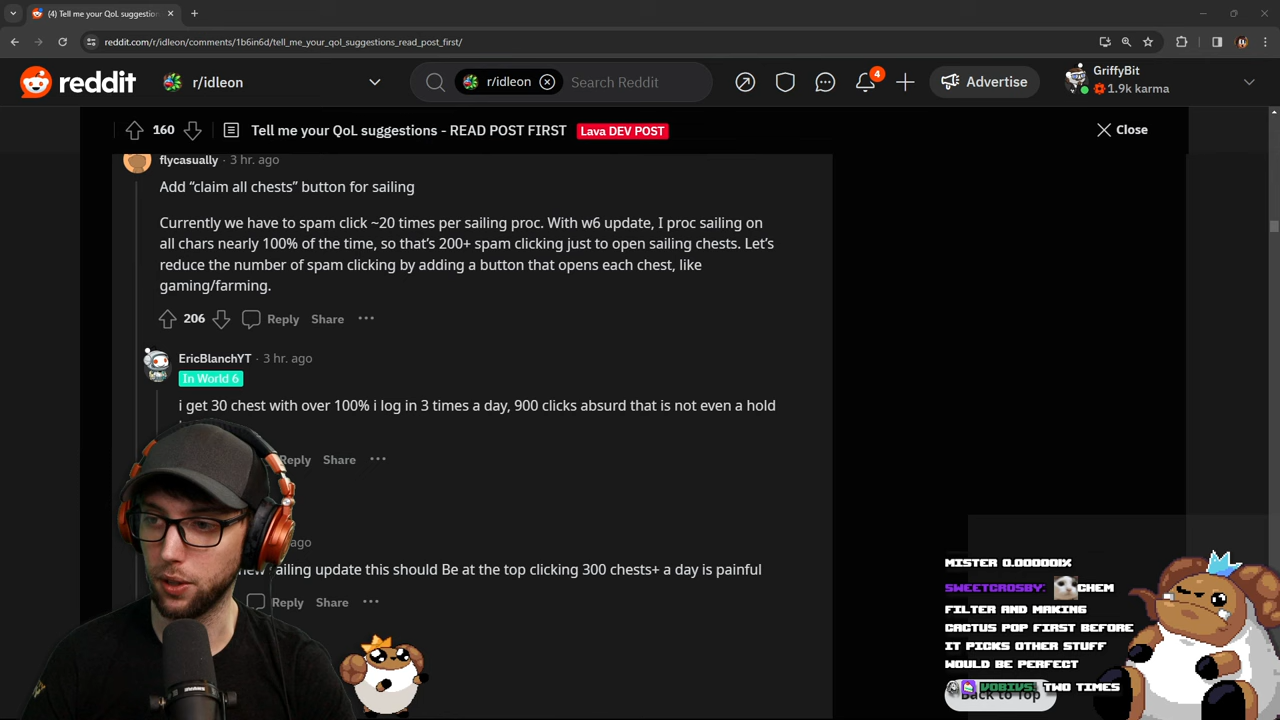 (4) Tell me your QoL suggestion
reddit.com/r/idleon/comments/1b6in6d/tell_me_your_qol_suggestions_read_post_first/
reddit
r/idleon
r/idleon
Search Reddit
4
Advertise
GriffyBit
1.9k karma
160
Tell me your QoL suggestions - READ POST FIRST
Lava DEV POST
Close
flycasually · 3 hr. ago
Add “claim all chests” button for sailing
Currently we have to spam click ~20 times per sailing proc. With w6 update, I proc sailing on
all chars nearly 100% of the time, so that’s 200+ spam clicking just to open sailing chests. Let’s
reduce the number of spam clicking by adding a button that opens each chest, like
gaming/farming.
206
Reply
Share
EricBlanchYT · 3 hr. ago
In World 6
i get 30 chest with over 100% i log in 3 times a day, 900 clicks absurd that is not even a hold
Reply
Share
ago
ailing update this should Be at the top clicking 300 chests+ a day is painful
Reply
Share
MISTER 0.000001X
SWEETCROSBY: CHEM
FILTER AND MAKING
CACTUS POP FIRST BEFORE
IT PICKS OTHER STUFF
WOULD BE PERFECT
VOBIVS: TWO TIMES
Back to Top